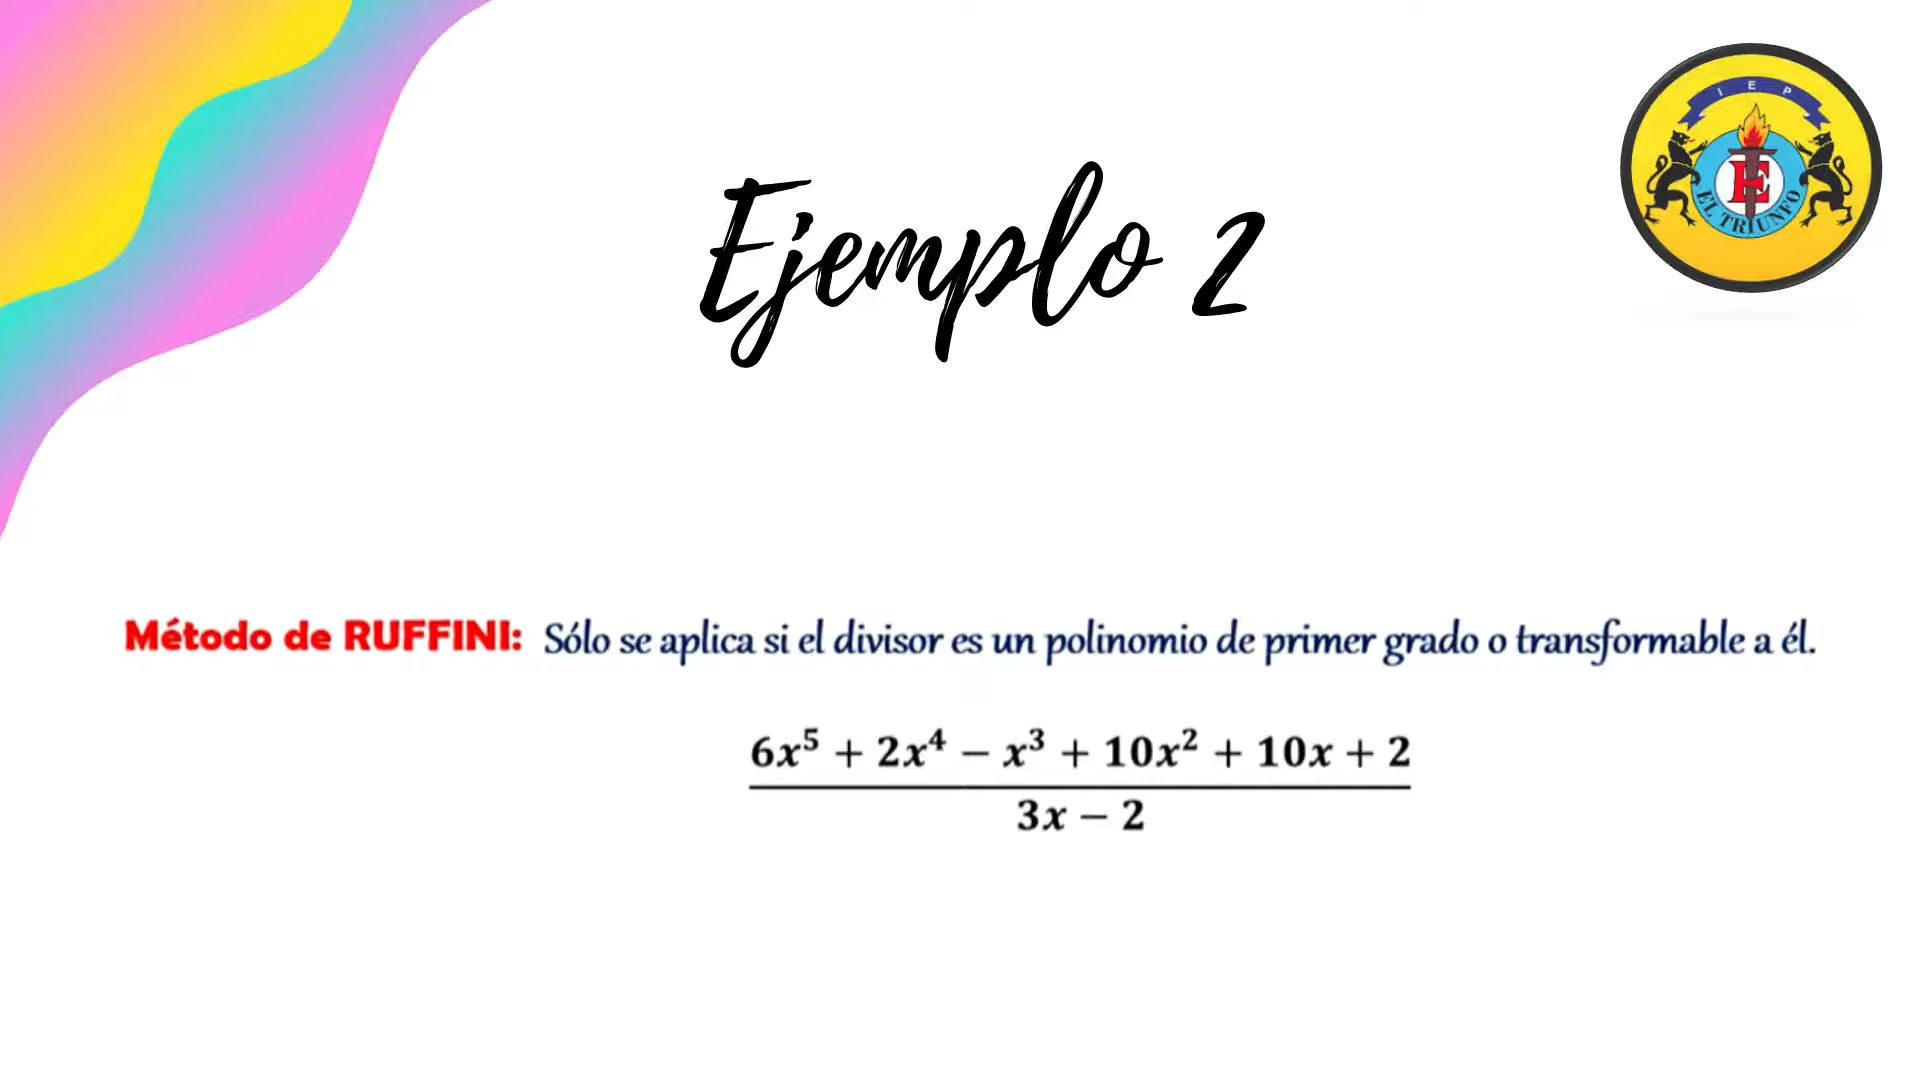 I E P
E
EL TRIUNFO
Ejemplo 2
Método de RUFFINI: Sólo se aplica si el divisor es un polinomio de primer grado o transformable a él.
6x⁵ + 2x⁴ − x³ + 10x² + 10x + 2
3x − 2